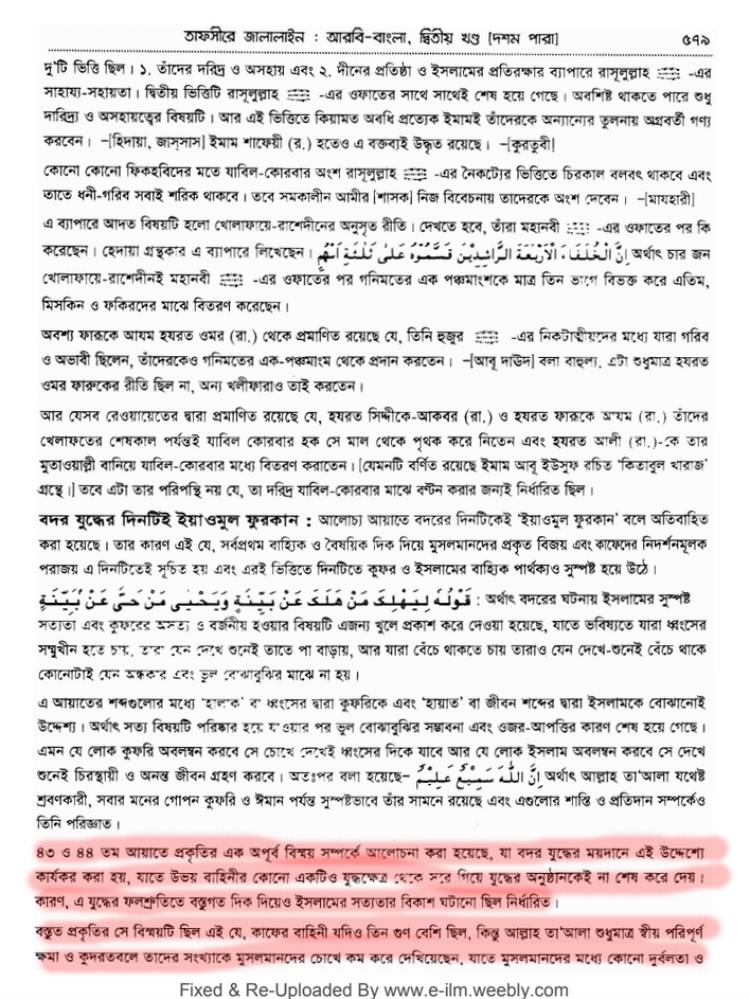 তাফসীরে জালালাইন : আরবি-বাংলা, দ্বিতীয় খণ্ড [দশম পারা] ৫৭৯
দু'টি ভিত্তি ছিল। ১. তাঁদের দরিদ্র ও অসহায় এবং ২. দীনের প্রতিষ্ঠা ও ইসলামের প্রতিরক্ষার ব্যাপারে রাসূলুল্লাহ ﷺ -এর
সাহায্য-সহায়তা। দ্বিতীয় ভিত্তিটি রাসূলুল্লাহ ﷺ -এর ওফাতের সাথে সাথেই শেষ হয়ে গেছে। অবশিষ্ট থাকতে পারে শুধু
দারিদ্র্য ও অসহায়ত্বের বিষয়টি। আর এই ভিত্তিতে কিয়ামত অবধি প্রত্যেক ইমামই তাঁদেরকে অন্যান্যের তুলনায় অগ্রবর্তী গণ্য
করবেন। –[হিদায়া, জাস্সাস] ইমাম শাফেয়ী (র.) হতেও এ বক্তব্যই উদ্ধৃত রয়েছে। –[কুরতুবী]
কোনো কোনো ফিকহবিদের মতে যাবিল-কোরবার অংশ রাসূলুল্লাহ ﷺ -এর নৈকট্যের ভিত্তিতে চিরকাল বলবৎ থাকবে এবং
তাতে ধনী-গরিব সবাই শরিক থাকবে। তবে সমকালীন আমীর [শাসক] নিজ বিবেচনায় তাদেরকে অংশ দেবেন। –[মাযহারী]
এ ব্যাপারে আদত বিষয়টি হলো খোলাফায়ে-রাশেদীনের অনুসৃত রীতি। দেখতে হবে, তাঁরা মহানবী ﷺ -এর ওফাতের পর কি
করেছেন। হেদায়া গ্রন্থকার এ ব্যাপারে লিখেছেন। إِنَّ الْخُلَفَاءَ الْأَرْبَعَةَ الرَّاشِدِيْنَ قَسَّمُوْهُ عَلٰى ثَلٰثَةِ اَسْهُمٍ অর্থাৎ চার জন
খোলাফায়ে-রাশেদীনই মহানবী ﷺ -এর ওফাতের পর গনিমতের এক পঞ্চমাংশকে মাত্র তিন ভাগে বিভক্ত করে এতিম,
মিসকিন ও ফকিরদের মাঝে বিতরণ করেছেন।
অবশ্য ফারূকে আযম হযরত ওমর (রা.) থেকে প্রমাণিত রয়েছে যে, তিনি হুজুর ﷺ -এর নিকটাত্মীয়দের মধ্যে যারা গরিব
ও অভাবী ছিলেন, তাঁদেরকেও গনিমতের এক-পঞ্চমাংম থেকে প্রদান করতেন। –[আবূ দাউদ] বলা বাহুল্য, এটা শুধুমাত্র হযরত
ওমর ফারুকের রীতি ছিল না, অন্য খলীফারাও তাই করতেন।
আর যেসব রেওয়ায়েতের দ্বারা প্রমাণিত রয়েছে যে, হযরত সিদ্দীকে-আকবর (রা.) ও হযরত ফারূকে আযম (রা.) তাঁদের
খেলাফতের শেষকাল পর্যন্তই যাবিল কোরবার হক সে মাল থেকে পৃথক করে নিতেন এবং হযরত আলী (রা.)-কে তার
মুতাওয়াল্লী বানিয়ে যাবিল-কোরবার মধ্যে বিতরণ করাতেন। [যেমনটি বর্ণিত রয়েছে ইমাম আবূ ইউসুফ রচিত 'কিতাবুল খারাজ'
গ্রন্থে।] তবে এটা তার পরিপন্থি নয় যে, তা দরিদ্র যাবিল-কোরবার মাঝে বণ্টন করার জন্যই নির্ধারিত ছিল।
বদর যুদ্ধের দিনটিই ইয়াওমুল ফুরকান : আলোচ্য আয়াতে বদরের দিনটিকেই 'ইয়াওমুল ফুরকান' বলে অতিবাহিত
করা হয়েছে। তার কারণ এই যে, সর্বপ্রথম বাহ্যিক ও বৈষয়িক দিক দিয়ে মুসলমানদের প্রকৃত বিজয় এবং কাফেদের নিদর্শনমূলক
পরাজয় এ দিনটিতেই সূচিত হয় এবং এরই ভিত্তিতে দিনটিতে কুফর ও ইসলামের বাহ্যিক পার্থক্যও সুস্পষ্ট হয়ে উঠে।
قَوْلُهُ لِيَهْلِكَ مَنْ هَلَكَ عَنْ بَيِّنَةٍ وَيَحْيٰى مَنْ حَىَّ عَنْ بَيِّنَةٍ : অর্থাৎ বদরের ঘটনায় ইসলামের সুস্পষ্ট
সত্যতা এবং কুফরের অসত্য ও বর্জনীয় হওয়ার বিষয়টি এজন্য খুলে প্রকাশ করে দেওয়া হয়েছে, যাতে ভবিষ্যতে যারা ধ্বংসের
সম্মুখীন হতে চায়, তারা যেন দেখে শুনেই তাতে পা বাড়ায়, আর যারা বেঁচে থাকতে চায় তারাও যেন দেখে-শুনেই বেঁচে থাকে
কোনোটাই যেন অন্ধকার এবং ভুল বোঝাবুঝির মাঝে না হয়।
এ আয়াতের শব্দগুলোর মধ্যে 'হালাক' বা ধ্বংসের দ্বারা কুফরিকে এবং 'হায়াত' বা জীবন শব্দের দ্বারা ইসলামকে বোঝানোই
উদ্দেশ্য। অর্থাৎ সত্য বিষয়টি পরিষ্কার হয়ে যাওয়ার পর ভুল বোঝাবুঝির সম্ভাবনা এবং ওজর-আপত্তির কারণ শেষ হয়ে গেছে।
এমন যে লোক কুফরি অবলম্বন করবে সে চোখে দেখেই ধ্বংসের দিকে যাবে আর যে লোক ইসলাম অবলম্বন করবে সে দেখে
শুনেই চিরস্থায়ী ও অনন্ত জীবন গ্রহণ করবে। অতঃপর বলা হয়েছে– اِنَّ اللّٰهَ سَمِيْعٌ عَلِيْمٌ অর্থাৎ আল্লাহ তা'আলা যথেষ্ট
শ্রবণকারী, সবার মনের গোপন কুফরি ও ঈমান পর্যন্ত সুস্পষ্টভাবে তাঁর সামনে রয়েছে এবং এগুলোর শাস্তি ও প্রতিদান সম্পর্কেও
তিনি পরিজ্ঞাত।
৪৩ ও ৪৪ তম আয়াতে প্রকৃতির এক অপূর্ব বিস্ময় সম্পর্কে আলোচনা করা হয়েছে, যা বদর যুদ্ধের ময়দানে এই উদ্দেশ্যে
কার্যকর করা হয়, যাতে উভয় বাহিনীর কোনো একটিও যুদ্ধক্ষেত্র থেকে সরে গিয়ে যুদ্ধের অনুষ্ঠানকেই না শেষ করে দেয়।
কারণ, এ যুদ্ধের ফলশ্রুতিতে বস্তুগত দিক দিয়েও ইসলামের সত্যতার বিকাশ ঘটানো ছিল নির্ধারিত।
বস্তুত প্রকৃতির সে বিস্ময়টি ছিল এই যে, কাফের বাহিনী যদিও তিন গুণ বেশি ছিল, কিন্তু আল্লাহ তা'আলা শুধুমাত্র স্বীয় পরিপূর্ণ
ক্ষমা ও কুদরতবলে তাদের সংখ্যাকে মুসলমানদের চোখে কম করে দেখিয়েছেন, যাতে মুসলমানদের মধ্যে কোনো দুর্বলতা ও
Fixed & Re-Uploaded By www.e-ilm.weebly.com